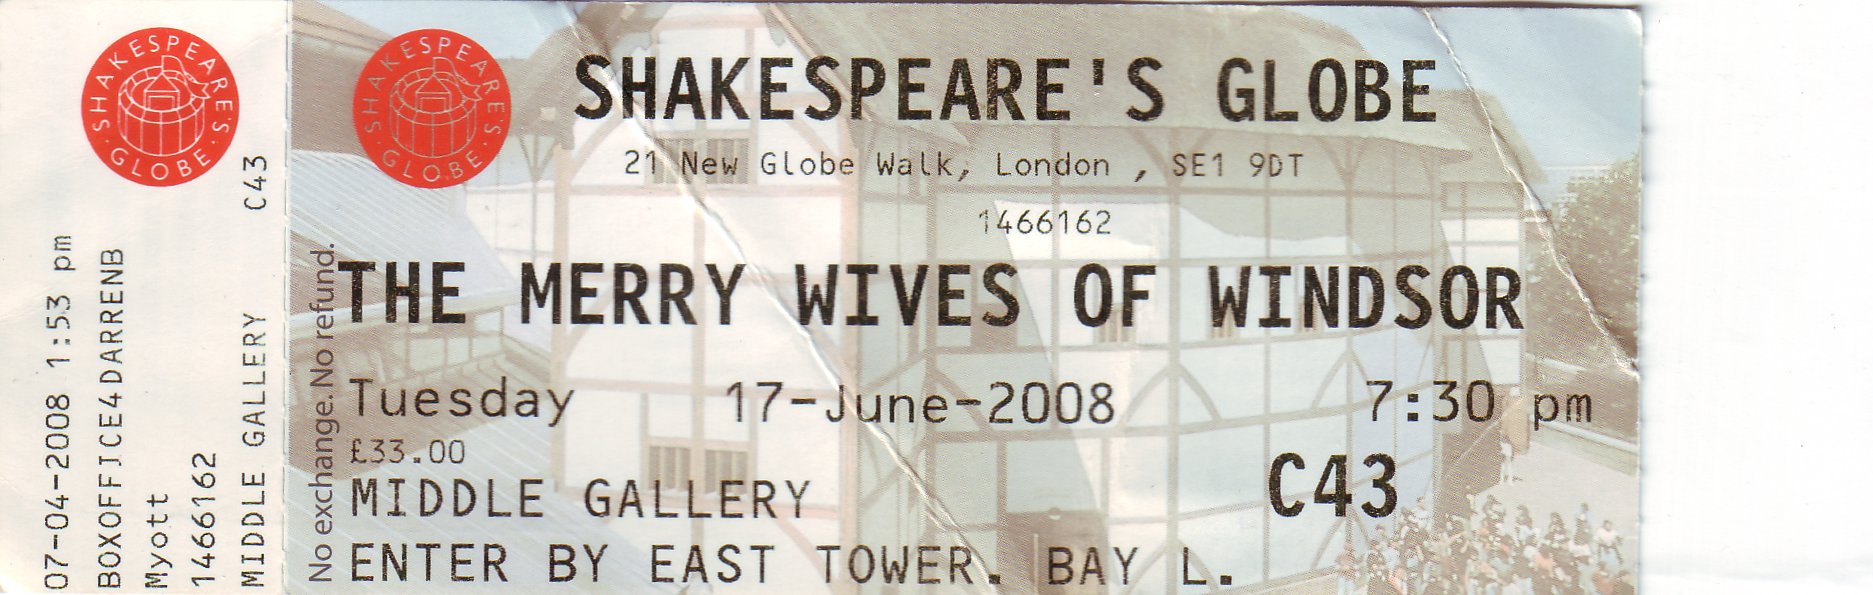 SHAKESPEARE'S · GLOBE ·
07-04-2008 1:53 pm
BOXOFFICE4DARRENB
Myott
1466162
MIDDLE GALLERY C43
SHAKESPEARE'S · GLOBE ·
No exchange. No refund.
SHAKESPEARE'S GLOBE
21 New Globe Walk, London , SE1 9DT
1466162
THE MERRY WIVES OF WINDSOR
Tuesday 17-June-2008 7:30 pm
£33.00
MIDDLE GALLERY C43
ENTER BY EAST TOWER. BAY L.